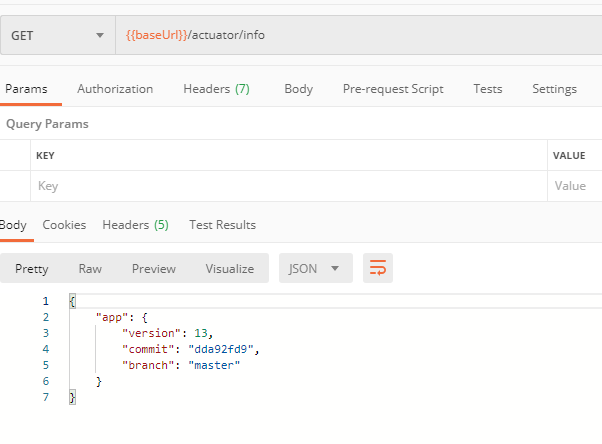 GET {{baseUrl}}/actuator/info
Params Authorization Headers (7) Body Pre-request Script Tests Settings
Query Params
KEY VALUE
Key Value
Body Cookies Headers (5) Test Results
Pretty Raw Preview Visualize JSON
1 {
2 "app": {
3 "version": 13,
4 "commit": "dda92fd9",
5 "branch": "master"
6 }
7 }